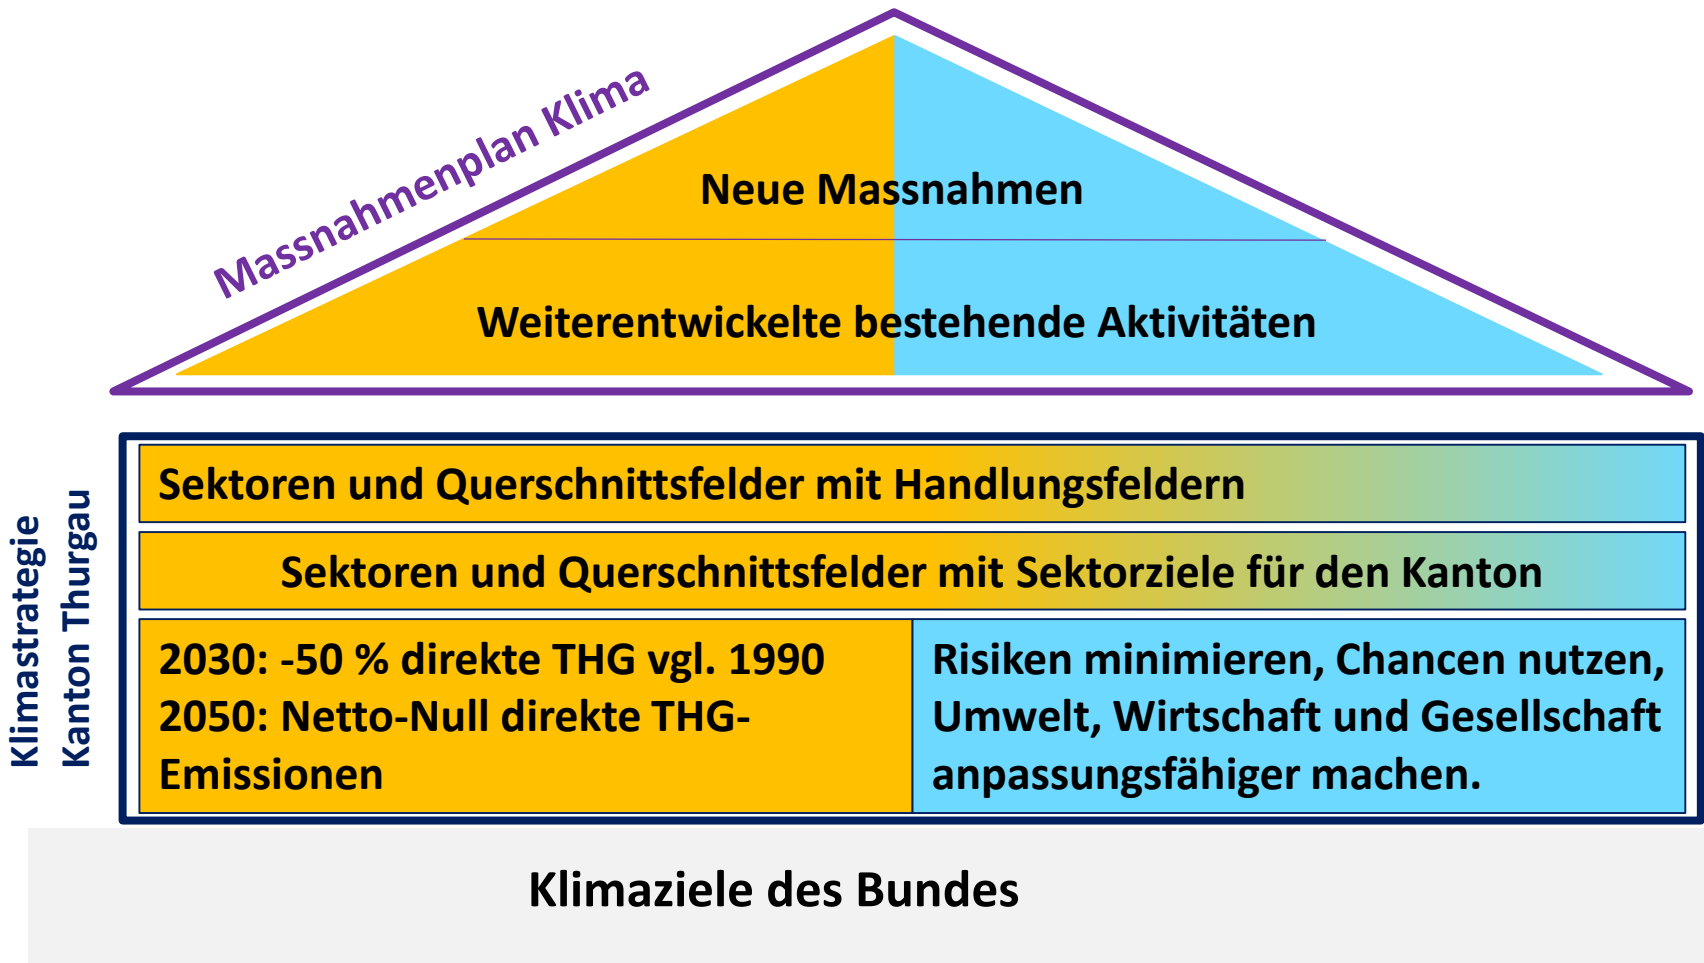 Massnahmenplan Klima
Neue Massnahmen
Weiterentwickelte bestehende Aktivitäten
Klimastrategie
Kanton Thurgau
Sektoren und Querschnittsfelder mit Handlungsfeldern
Sektoren und Querschnittsfelder mit Sektorziele für den Kanton
2030: -50 % direkte THG vgl. 1990
2050: Netto-Null direkte THG-
Emissionen
Risiken minimieren, Chancen nutzen,
Umwelt, Wirtschaft und Gesellschaft
anpassungsfähiger machen.
Klimaziele des Bundes